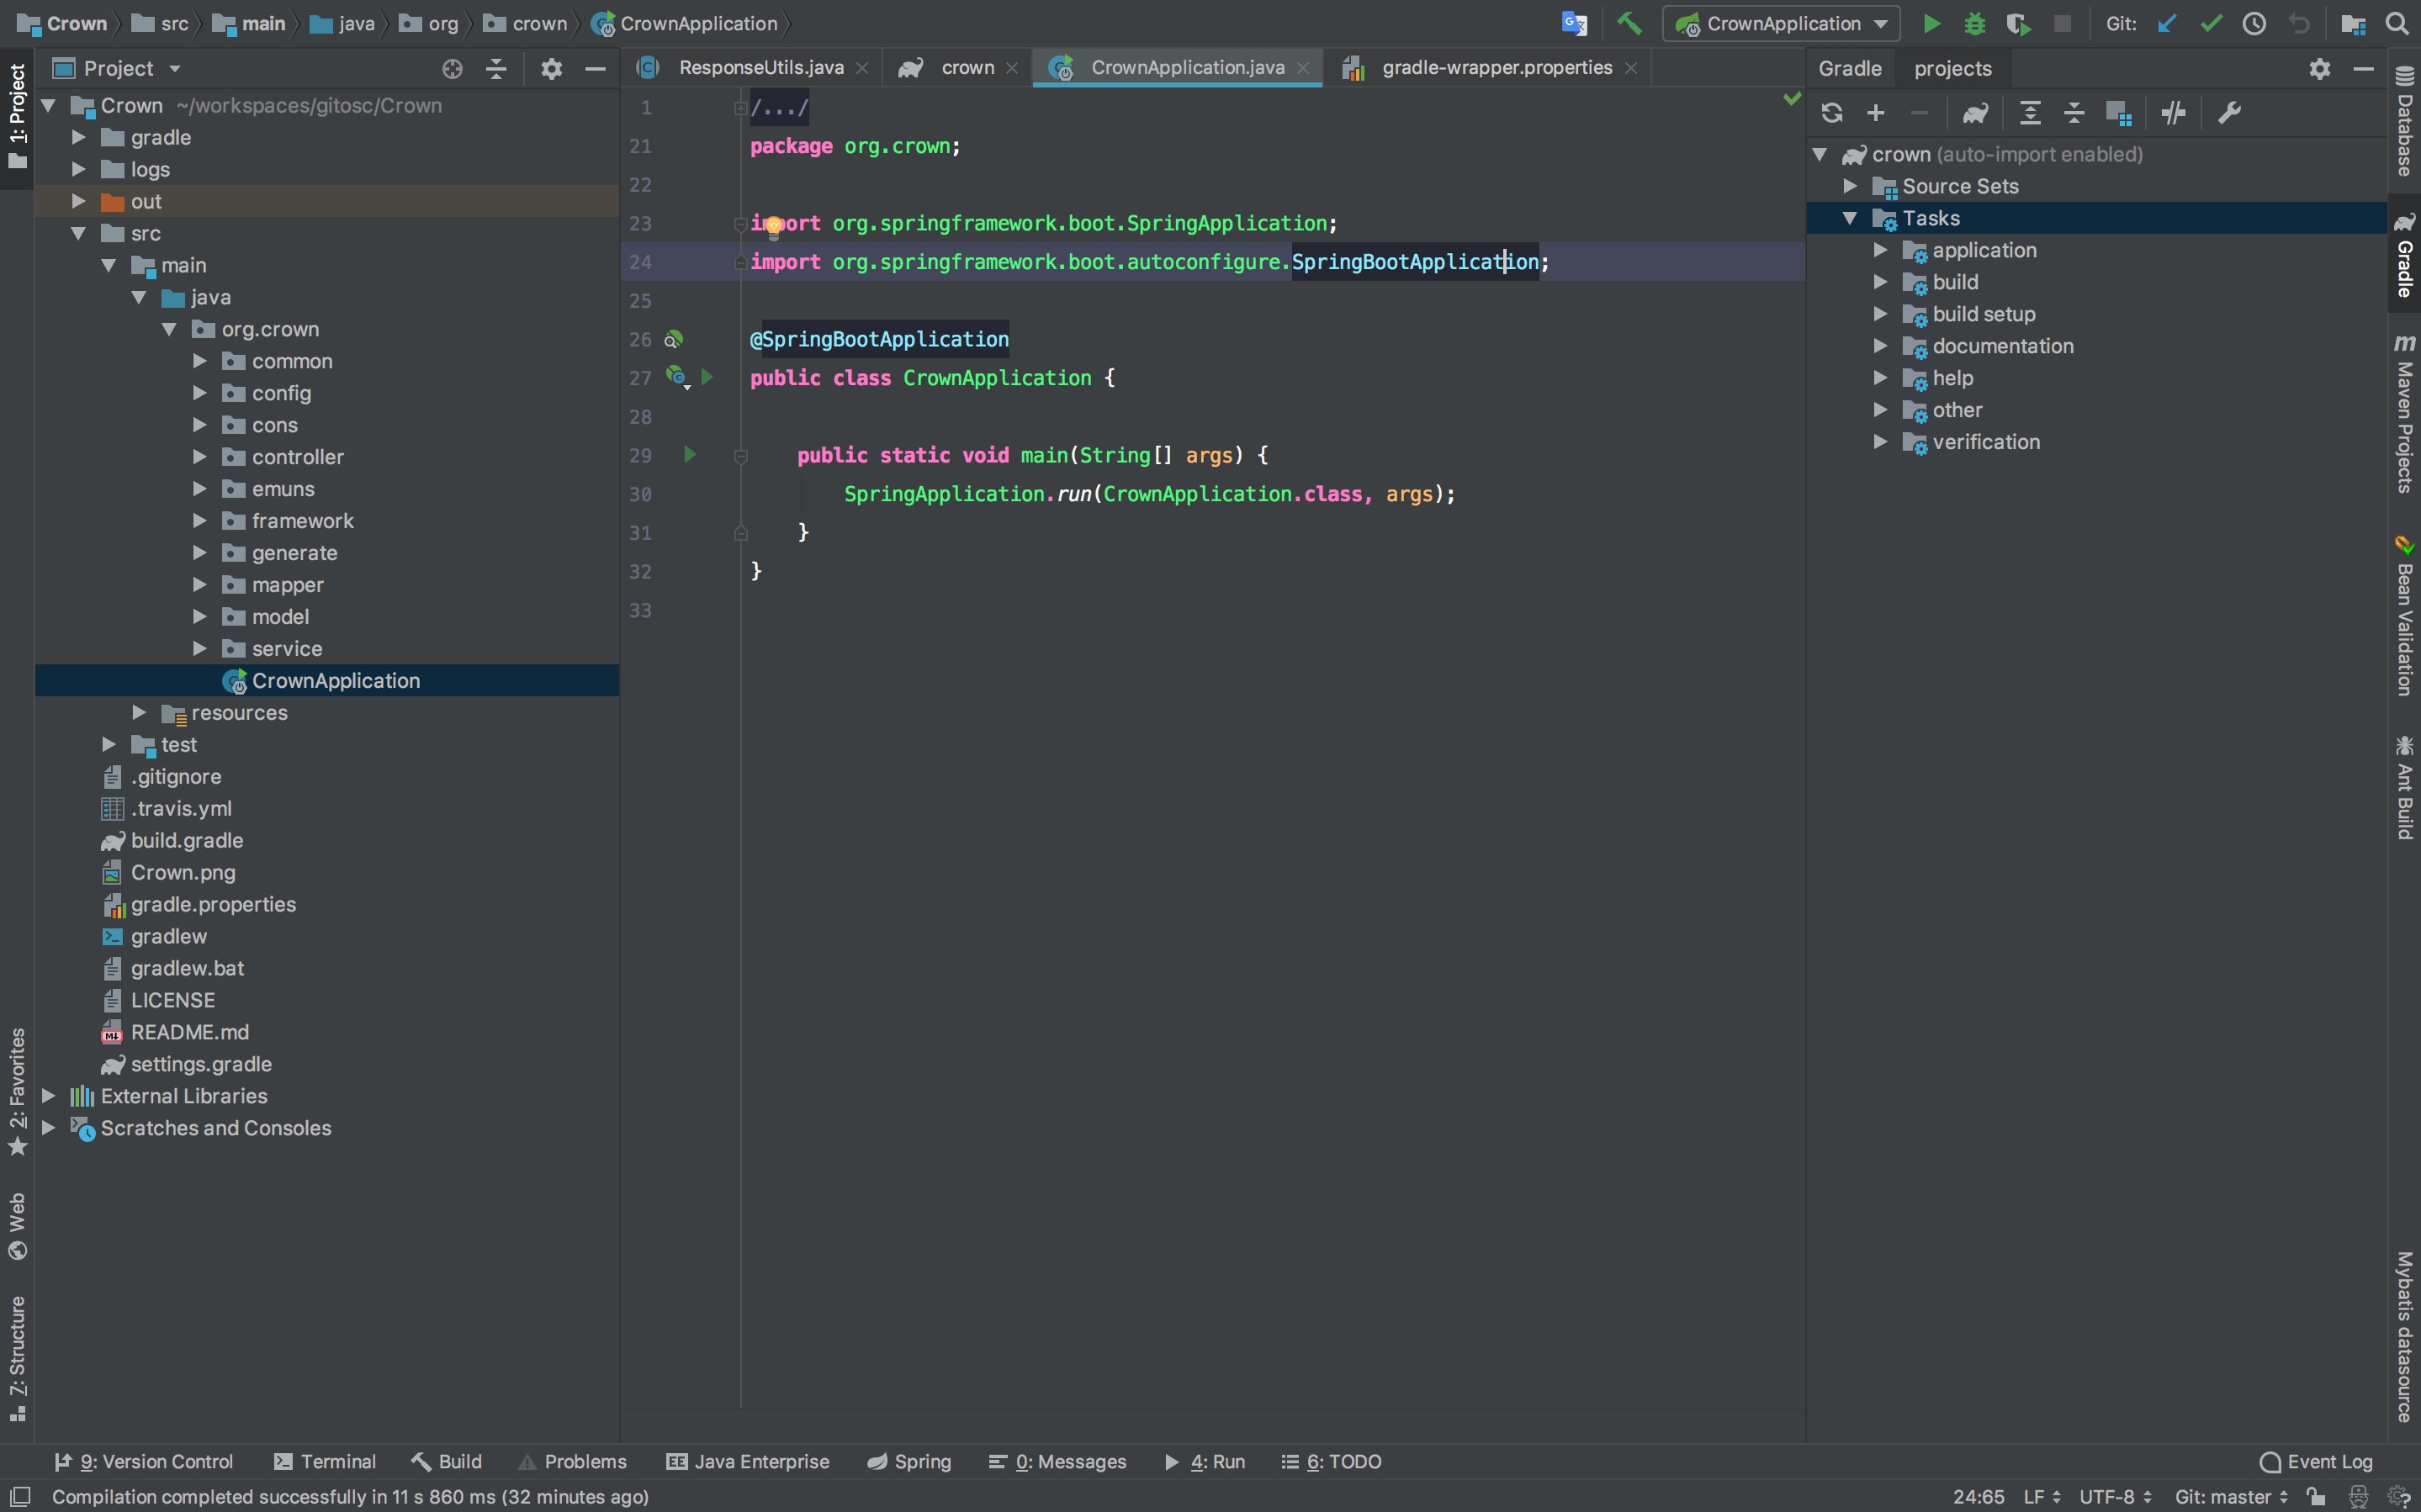 Crown src main java org crown CrownApplication
CrownApplication Git:
1: Project
Project
Crown ~/workspaces/gitosc/Crown
gradle
logs
out
src
main
java
org.crown
common
config
cons
controller
emuns
framework
generate
mapper
model
service
CrownApplication
resources
test
.gitignore
.travis.yml
build.gradle
Crown.png
gradle.properties
gradlew
gradlew.bat
LICENSE
README.md
settings.gradle
External Libraries
Scratches and Consoles
2: Favorites
Web
7: Structure
ResponseUtils.java crown CrownApplication.java gradle-wrapper.properties
1 /.../
21 package org.crown;
22
23 import org.springframework.boot.SpringApplication;
24 import org.springframework.boot.autoconfigure.SpringBootApplication;
25
26 @SpringBootApplication
27 public class CrownApplication {
28
29 public static void main(String[] args) {
30 SpringApplication.run(CrownApplication.class, args);
31 }
32 }
33
Gradle projects
crown (auto-import enabled)
Source Sets
Tasks
application
build
build setup
documentation
help
other
verification
Database
Gradle
Maven Projects
Bean Validation
Ant Build
Mybatis datasource
9: Version Control Terminal Build Problems Java Enterprise Spring 0: Messages 4: Run 6: TODO Event Log
Compilation completed successfully in 11 s 860 ms (32 minutes ago) 24:65 LF UTF-8 Git: master